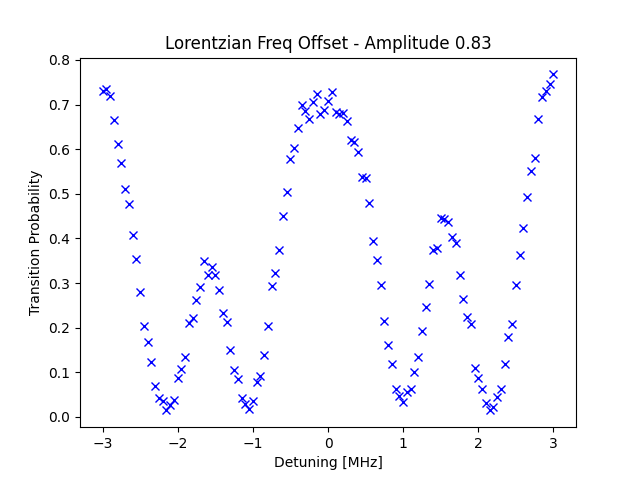 Lorentzian Freq Offset - Amplitude 0.83
Transition Probability
0.8
0.7
0.6
0.5
0.4
0.3
0.2
0.1
0.0
−3 −2 −1 0 1 2 3
Detuning [MHz]